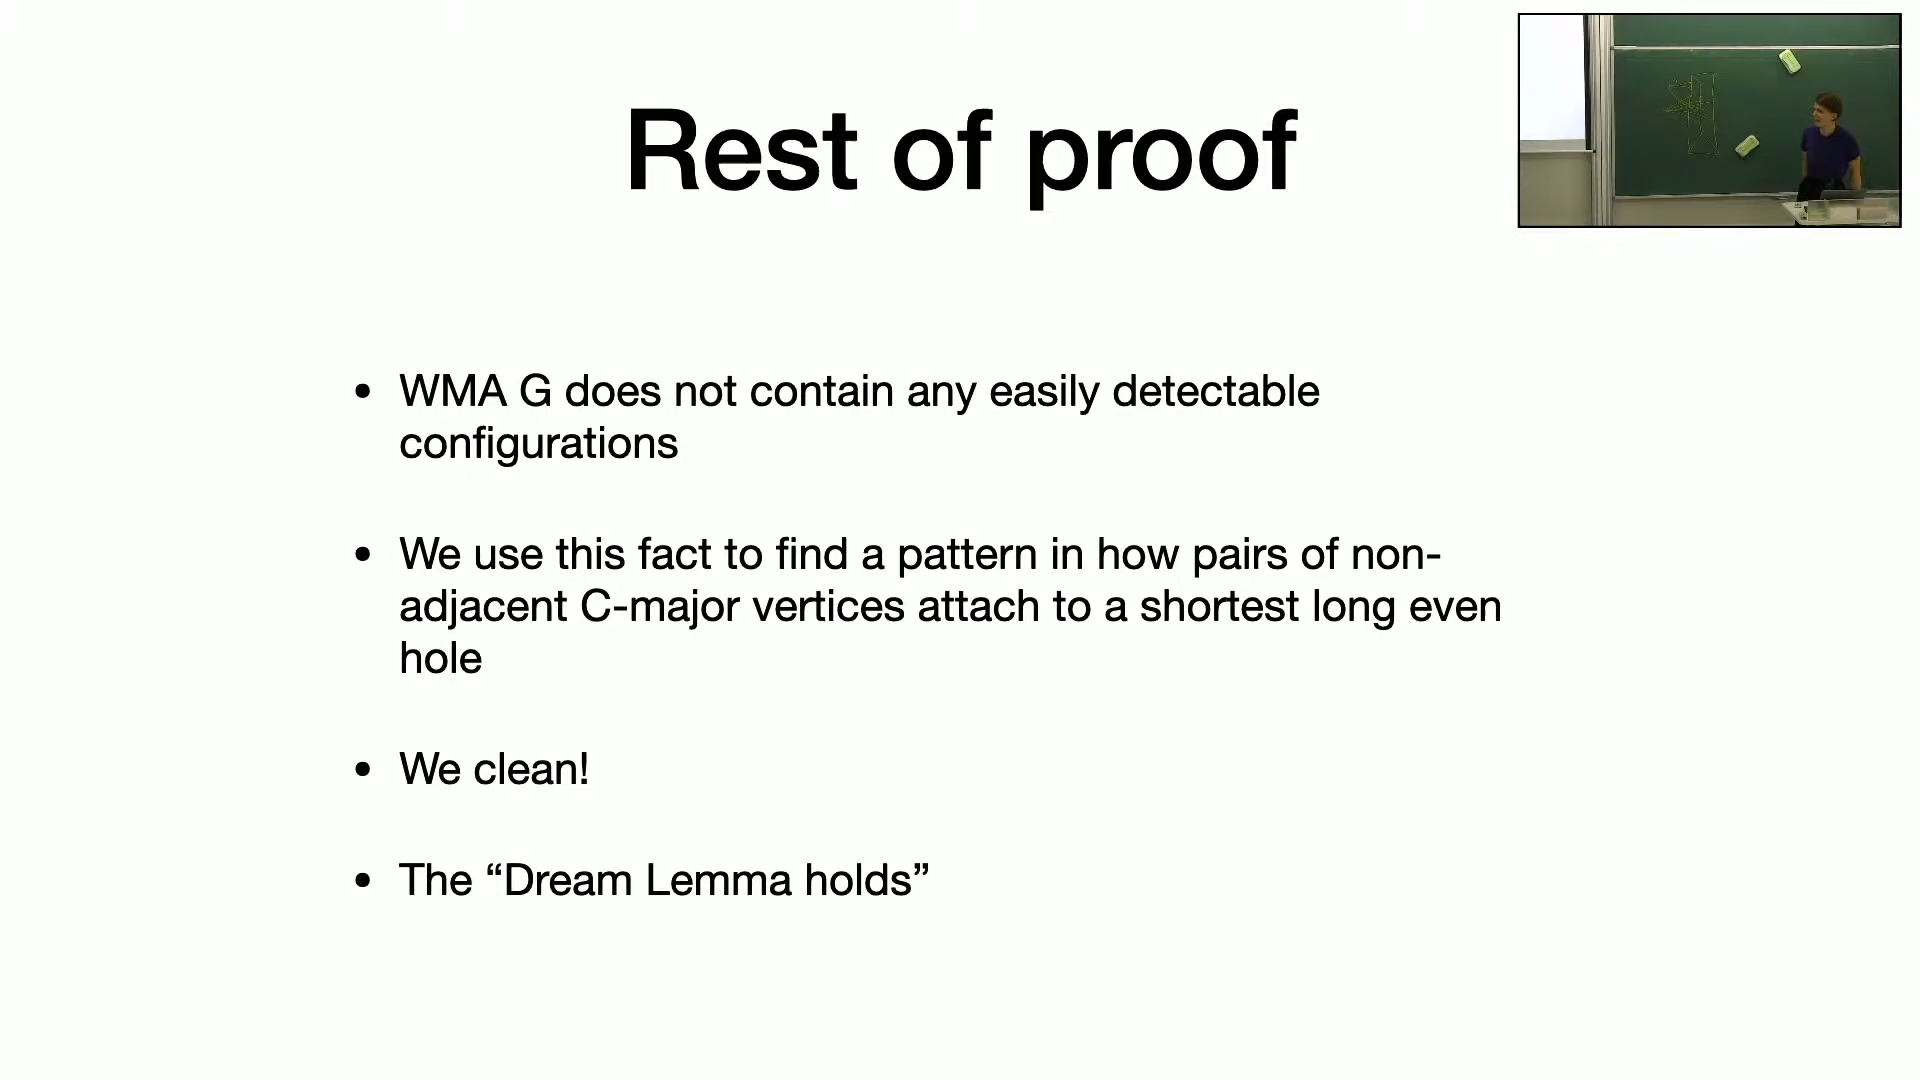 Rest of proof
• WMA G does not contain any easily detectable
configurations
• We use this fact to find a pattern in how pairs of non-
adjacent C-major vertices attach to a shortest long even
hole
• We clean!
• The “Dream Lemma holds”